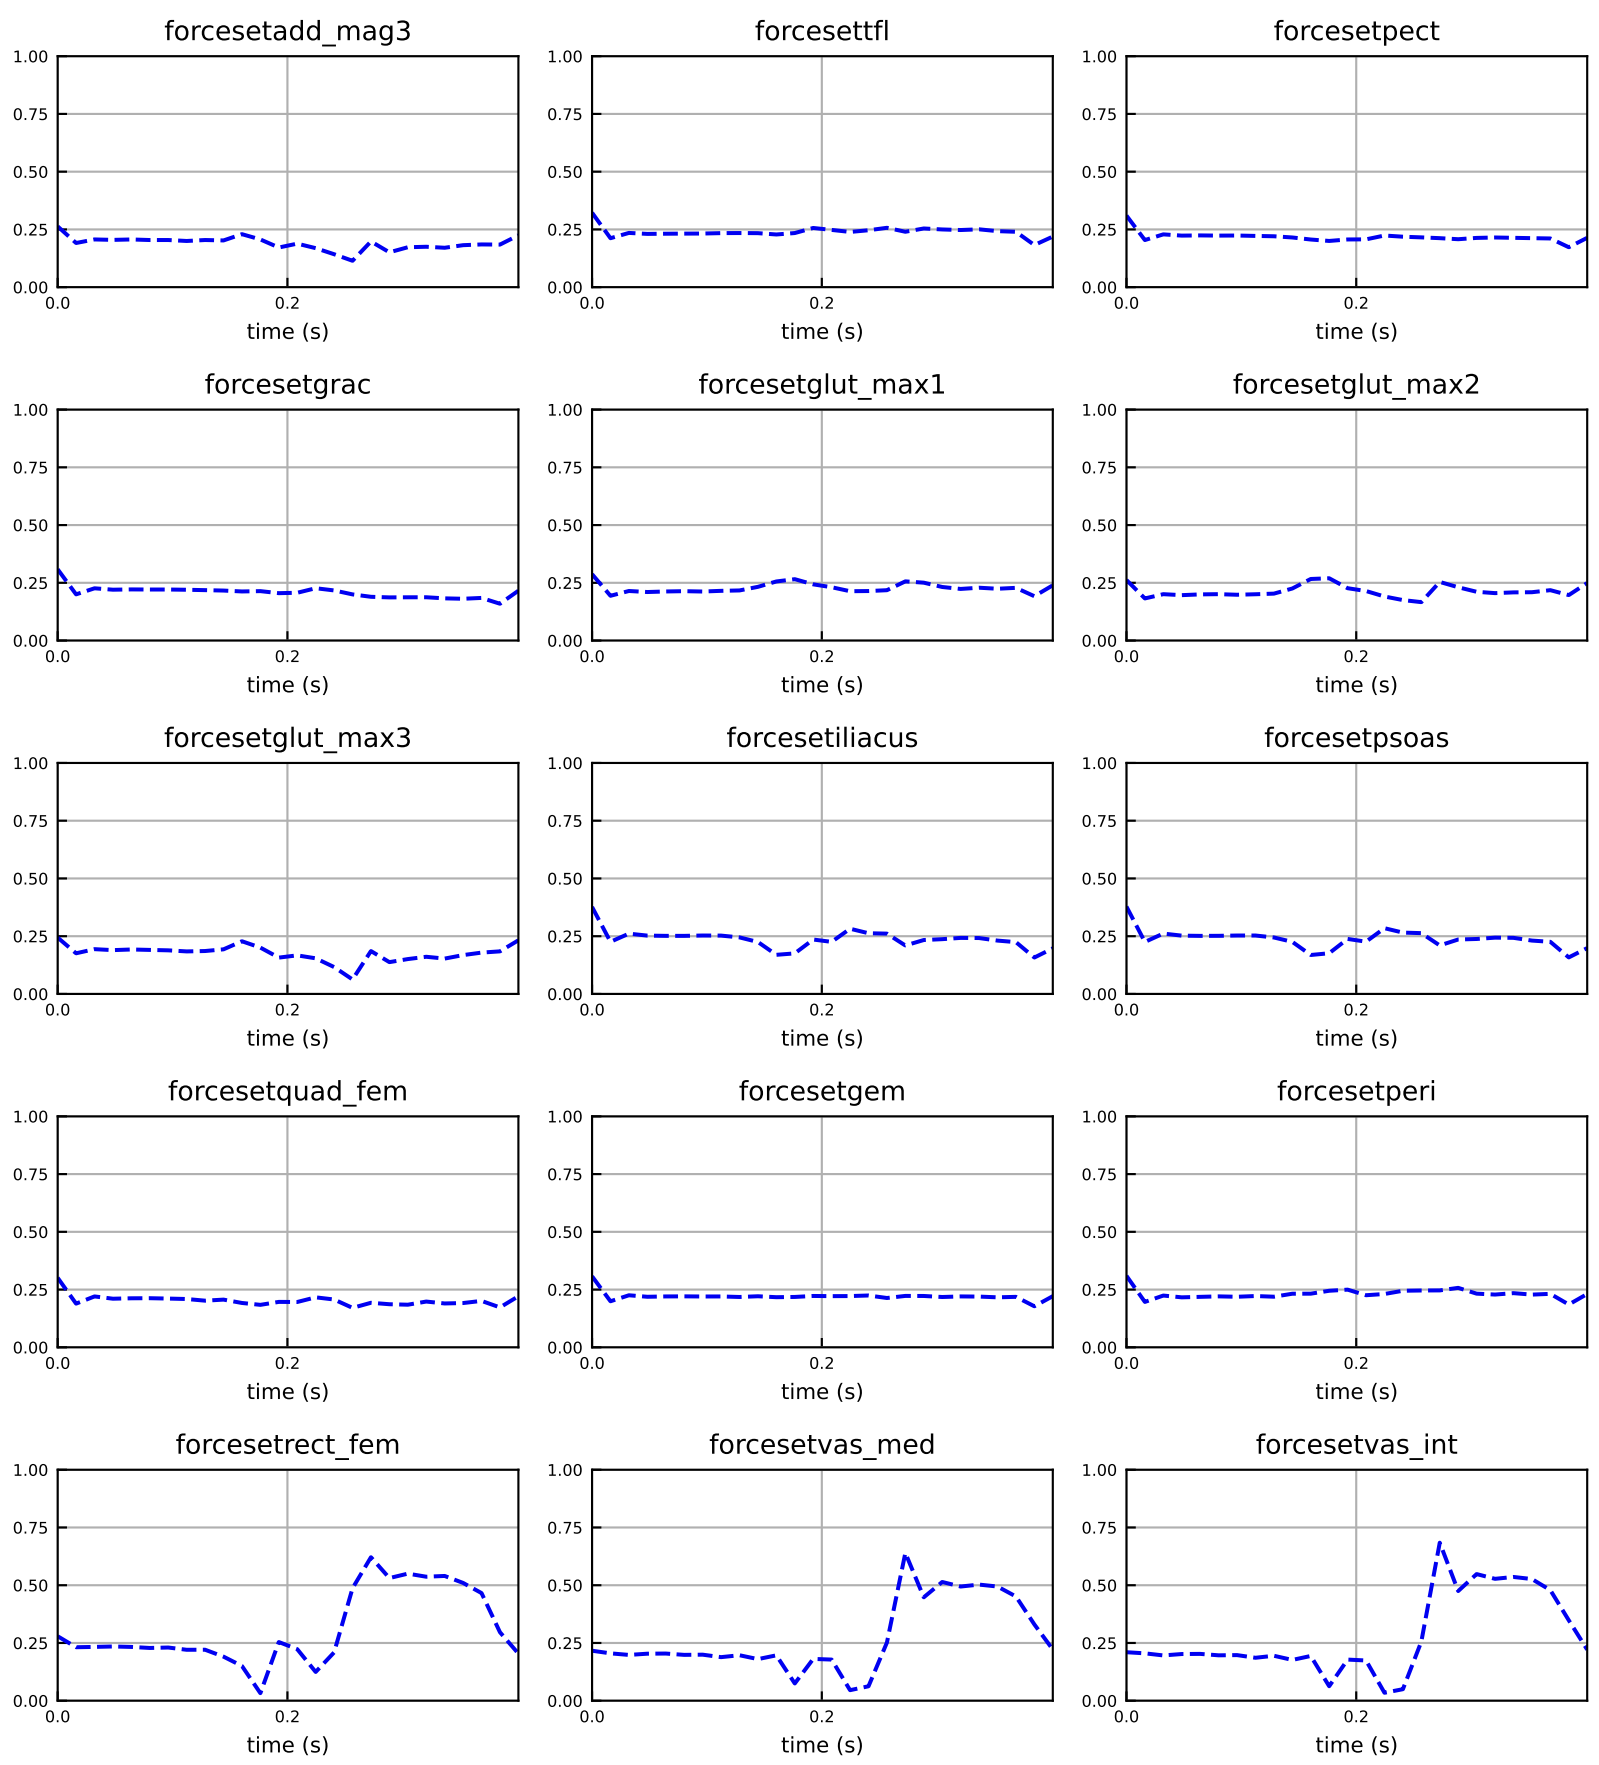 forcesetadd_mag3 forcesettfl forcesetpect
1.00 1.00 1.00
0.75 0.75 0.75
0.50 0.50 0.50
0.25 0.25 0.25
0.00 0.00 0.00
0.0 0.2 0.0 0.2 0.0 0.2
time (s) time (s) time (s)
forcesetgrac forcesetglut_max1 forcesetglut_max2
1.00 1.00 1.00
0.75 0.75 0.75
0.50 0.50 0.50
0.25 0.25 0.25
0.00 0.00 0.00
0.0 0.2 0.0 0.2 0.0 0.2
time (s) time (s) time (s)
forcesetglut_max3 forcesetiliacus forcesetpsoas
1.00 1.00 1.00
0.75 0.75 0.75
0.50 0.50 0.50
0.25 0.25 0.25
0.00 0.00 0.00
0.0 0.2 0.0 0.2 0.0 0.2
time (s) time (s) time (s)
forcesetquad_fem forcesetgem forcesetperi
1.00 1.00 1.00
0.75 0.75 0.75
0.50 0.50 0.50
0.25 0.25 0.25
0.00 0.00 0.00
0.0 0.2 0.0 0.2 0.0 0.2
time (s) time (s) time (s)
forcesetrect_fem forcesetvas_med forcesetvas_int
1.00 1.00 1.00
0.75 0.75 0.75
0.50 0.50 0.50
0.25 0.25 0.25
0.00 0.00 0.00
0.0 0.2 0.0 0.2 0.0 0.2
time (s) time (s) time (s)